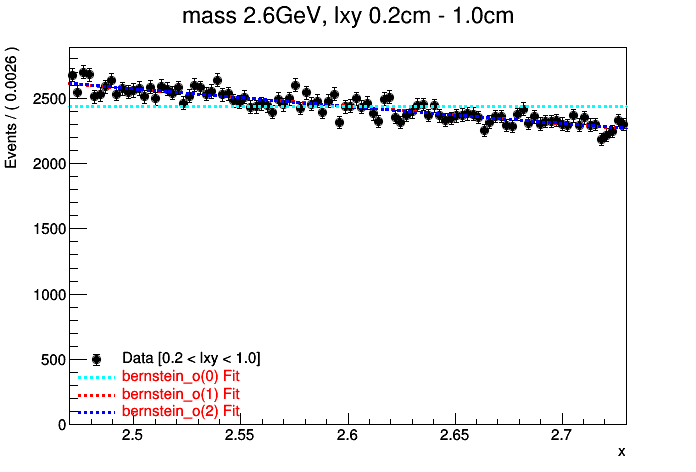 mass 2.6GeV, lxy 0.2cm - 1.0cm
Events / ( 0.0026 )
2500
2000
1500
1000
500
0
Data [0.2 < lxy < 1.0]
bernstein_o(0) Fit
bernstein_o(1) Fit
bernstein_o(2) Fit
2.5 2.55 2.6 2.65 2.7
x